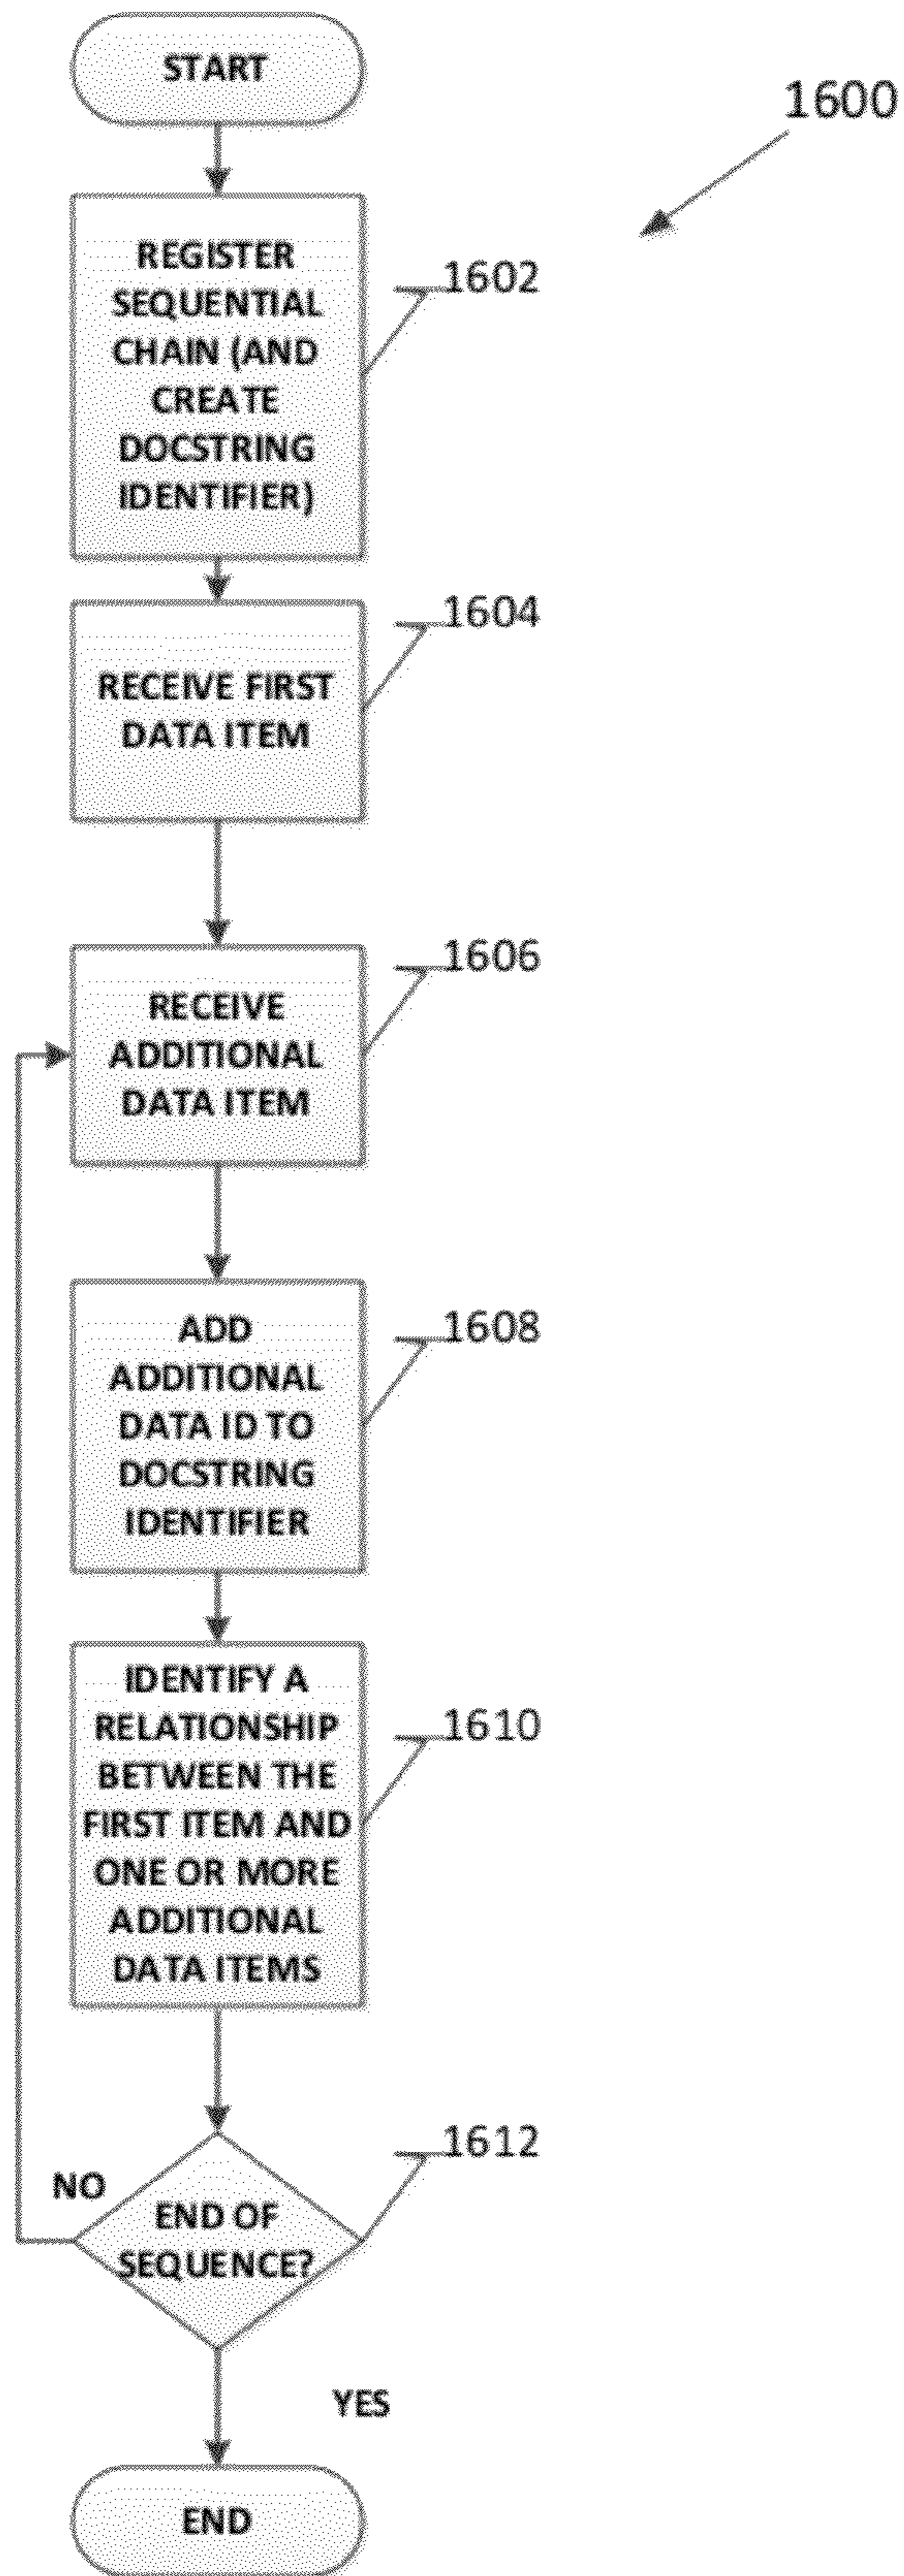 START
1600
REGISTER
SEQUENTIAL
CHAIN (AND
CREATE
DOCSTRING
IDENTIFIER)
1602
RECEIVE FIRST
DATA ITEM
1604
RECEIVE
ADDITIONAL
DATA ITEM
1606
ADD
ADDITIONAL
DATA ID TO
DOCSTRING
IDENTIFIER
1608
IDENTIFY A
RELATIONSHIP
BETWEEN THE
FIRST ITEM AND
ONE OR MORE
ADDITIONAL
DATA ITEMS
1610
END OF
SEQUENCE?
1612
NO
YES
END